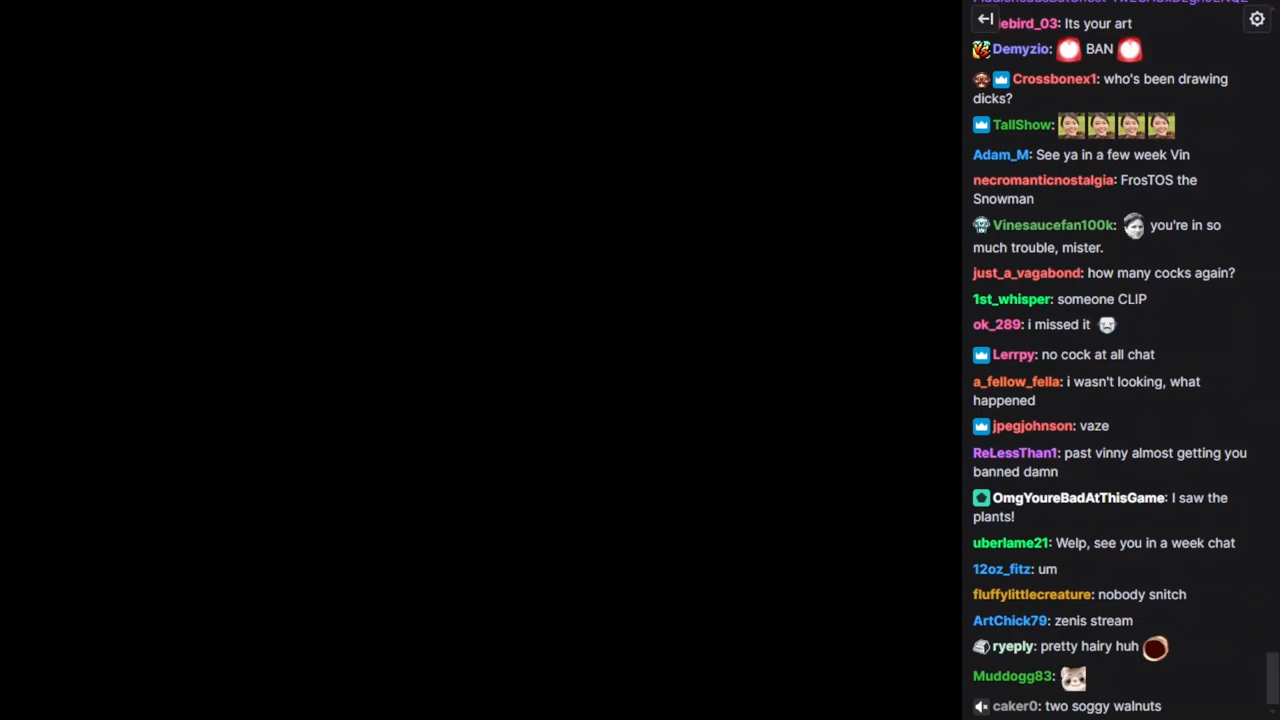 ebird_03: Its your art
Demyzio: BAN
Crossbonex1: who's been drawing
dicks?
TallShow:
Adam_M: See ya in a few week Vin
necromanticnostalgia: FrosTOS the
Snowman
Vinesaucefan100k: you're in so
much trouble, mister.
just_a_vagabond: how many cocks again?
1st_whisper: someone CLIP
ok_289: i missed it
Lerrpy: no cock at all chat
a_fellow_fella: i wasn't looking, what
happened
jpegjohnson: vaze
ReLessThan1: past vinny almost getting you
banned damn
OmgYoureBadAtThisGame: I saw the
plants!
uberlame21: Welp, see you in a week chat
12oz_fitz: um
fluffylittlecreature: nobody snitch
ArtChick79: zenis stream
ryeply: pretty hairy huh
Muddogg83:
caker0: two soggy walnuts